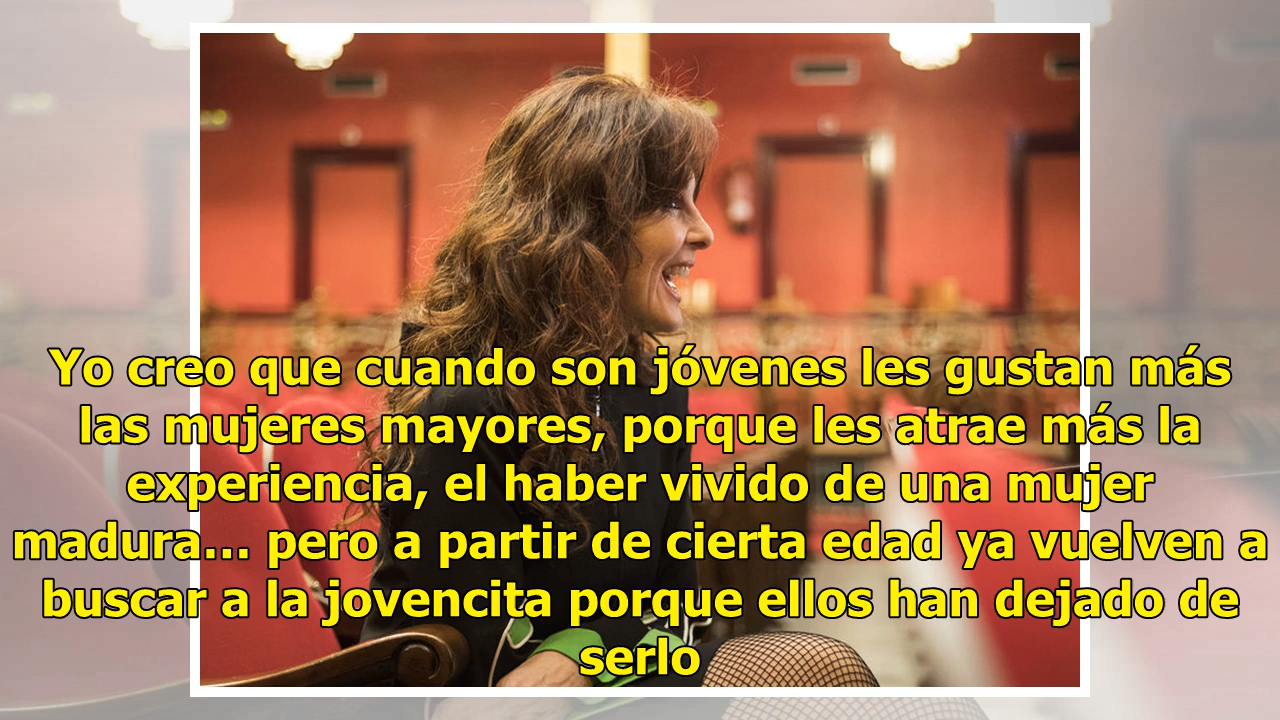 Yo creo que cuando son jóvenes les gustan más
las mujeres mayores, porque les atrae más la
experiencia, el haber vivido de una mujer
madura... pero a partir de cierta edad ya vuelven a
buscar a la jovencita porque ellos han dejado de
serlo